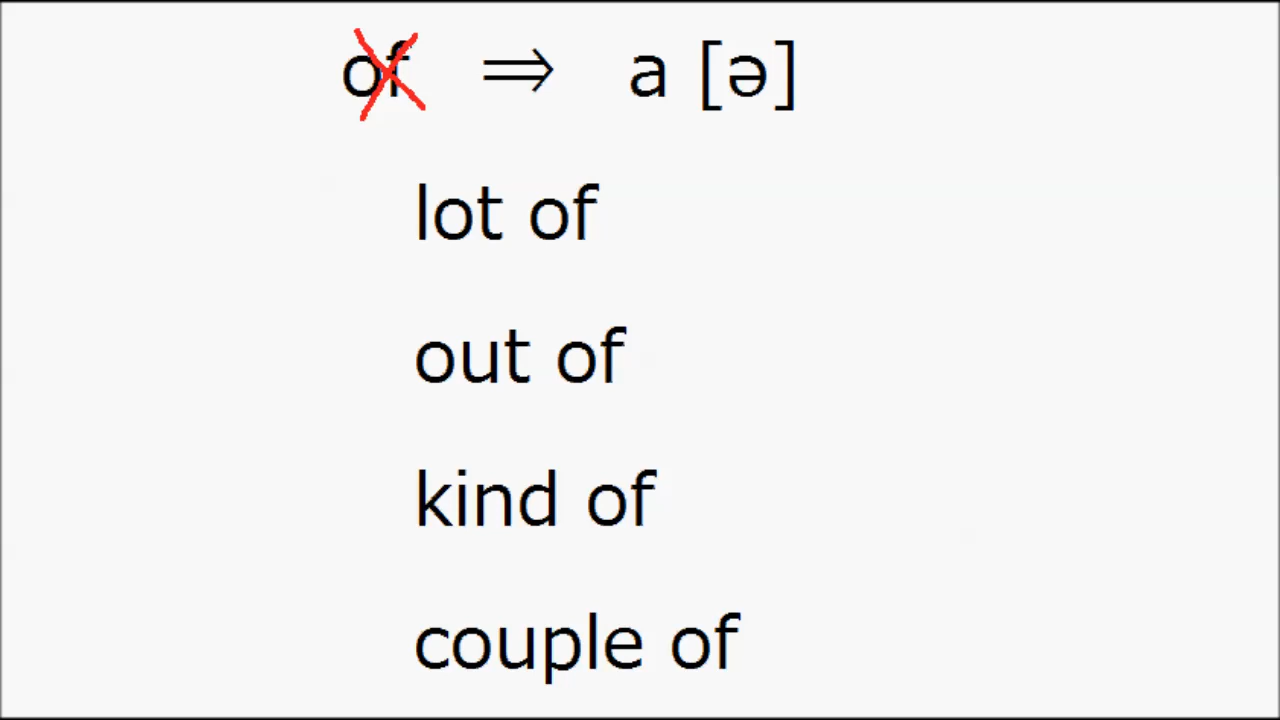 of ⇒ a [ə]
lot of
out of
kind of
couple of